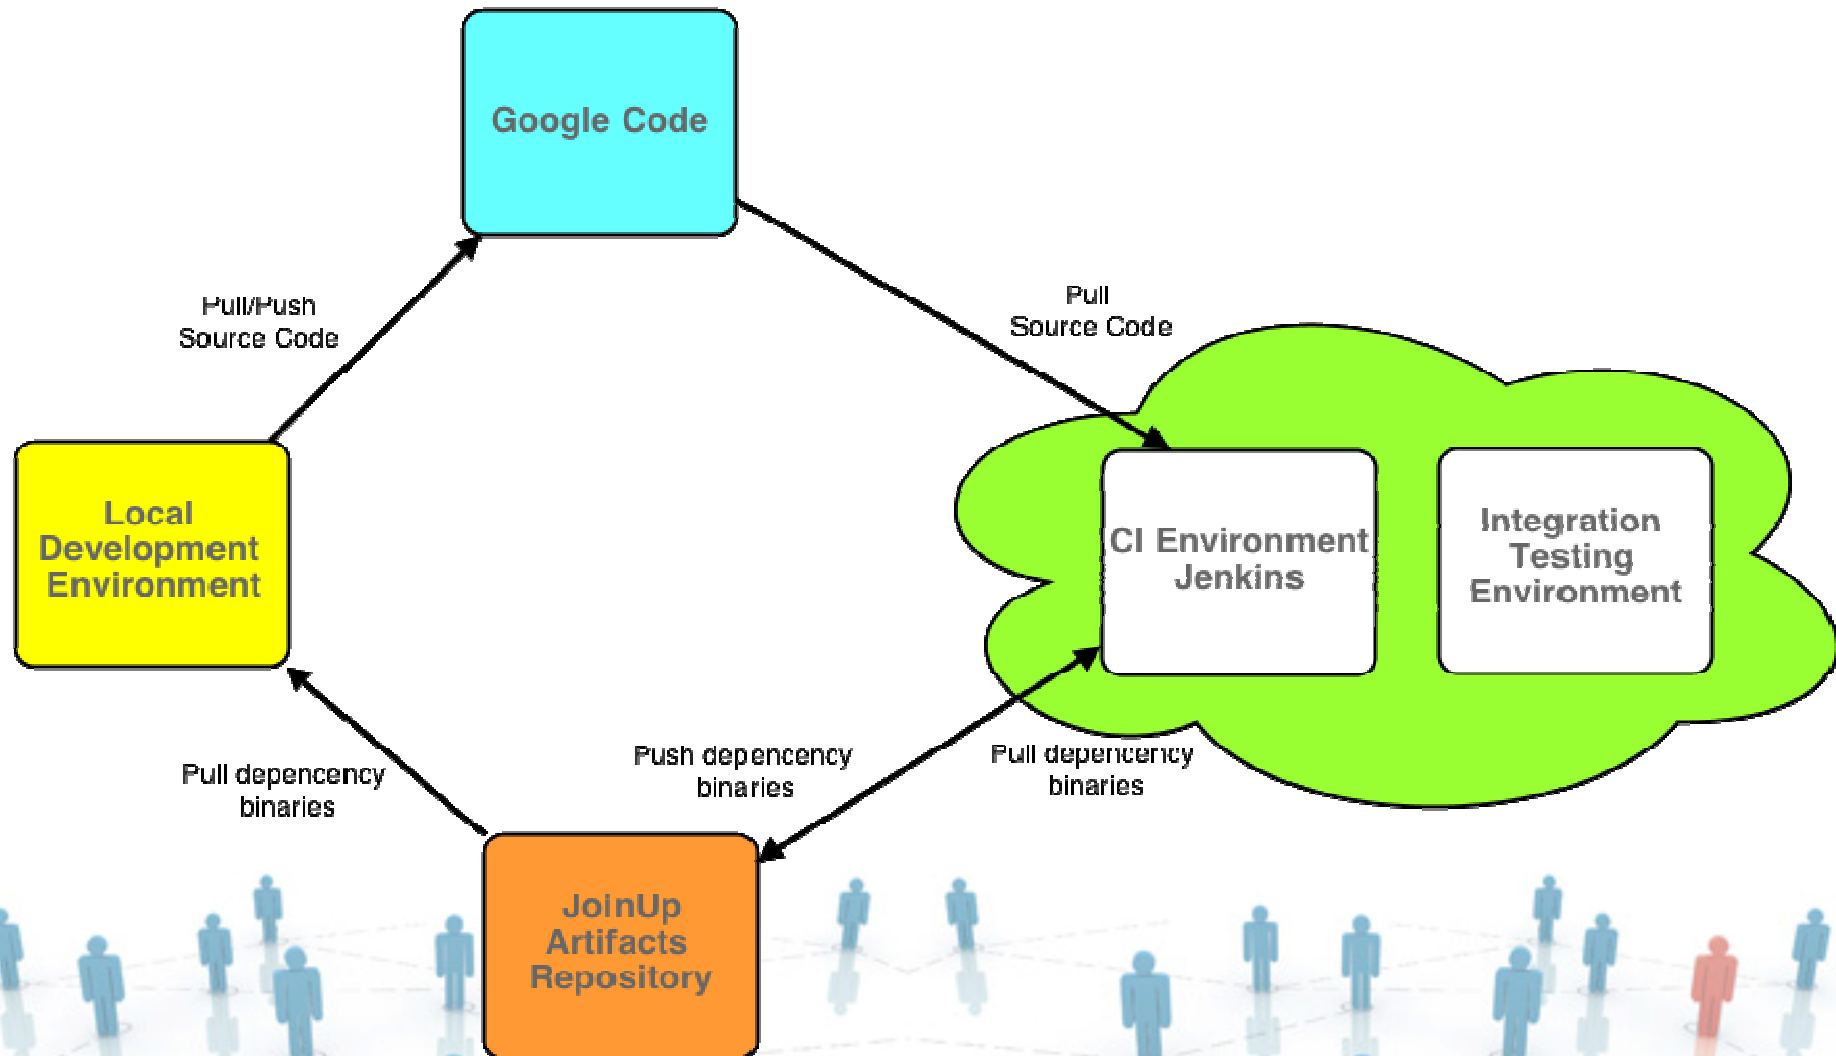 Google Code
Pull/Push
Source Code
Pull
Source Code
Local
Development
Environment
CI Environment
Jenkins
Integration
Testing
Environment
Pull depencency
binaries
Push depencency
binaries
Pull depencency
binaries
JoinUp
Artifacts
Repository